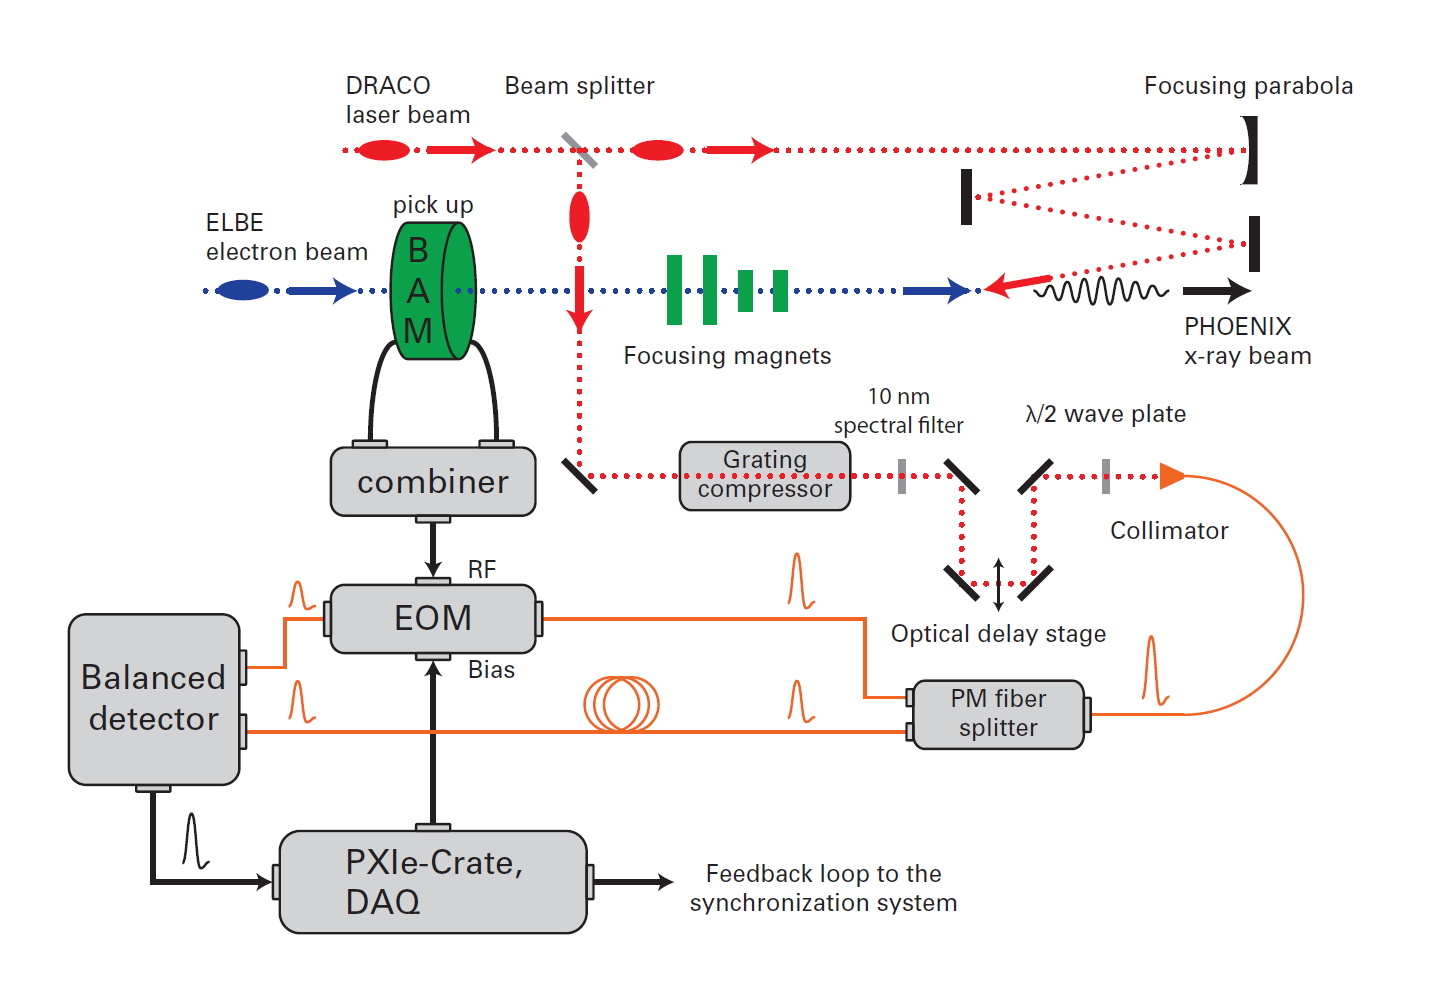 DRACO
laser beam
Beam splitter
Focusing parabola
ELBE
electron beam
pick up
B
A
M
Focusing magnets
PHOENIX
x-ray beam
10 nm
spectral filter
λ/2 wave plate
Grating
compressor
combiner
Collimator
RF
EOM
Bias
Optical delay stage
Balanced
detector
PM fiber
splitter
PXIe-Crate,
DAQ
Feedback loop to the
synchronization system